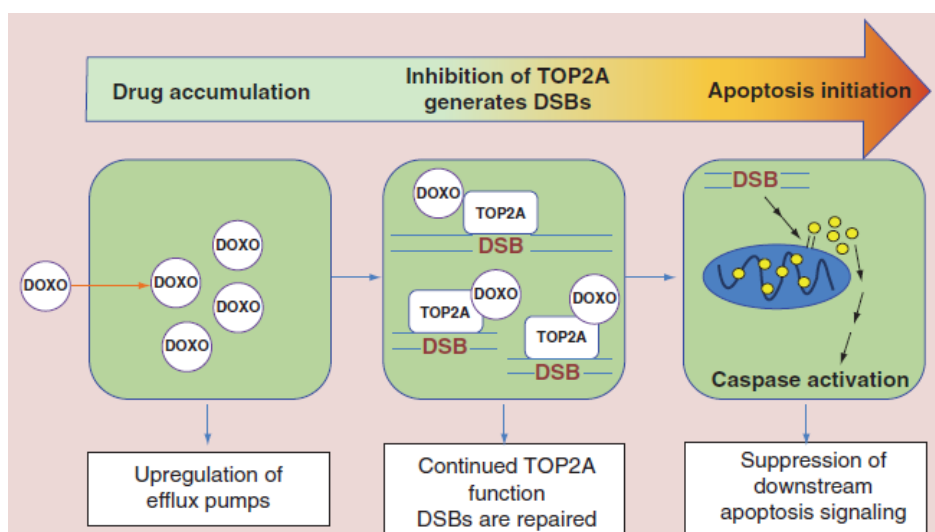 Drug accumulation
Inhibition of TOP2A
generates DSBs
Apoptosis initiation
DOXO
DOXO
DOXO
DOXO
DOXO
DOXO
TOP2A
DSB
DOXO
TOP2A
DSB
DOXO
TOP2A
DSB
DSB
Caspase activation
Upregulation of
efflux pumps
Continued TOP2A
function
DSBs are repaired
Suppression of
downstream
apoptosis signaling